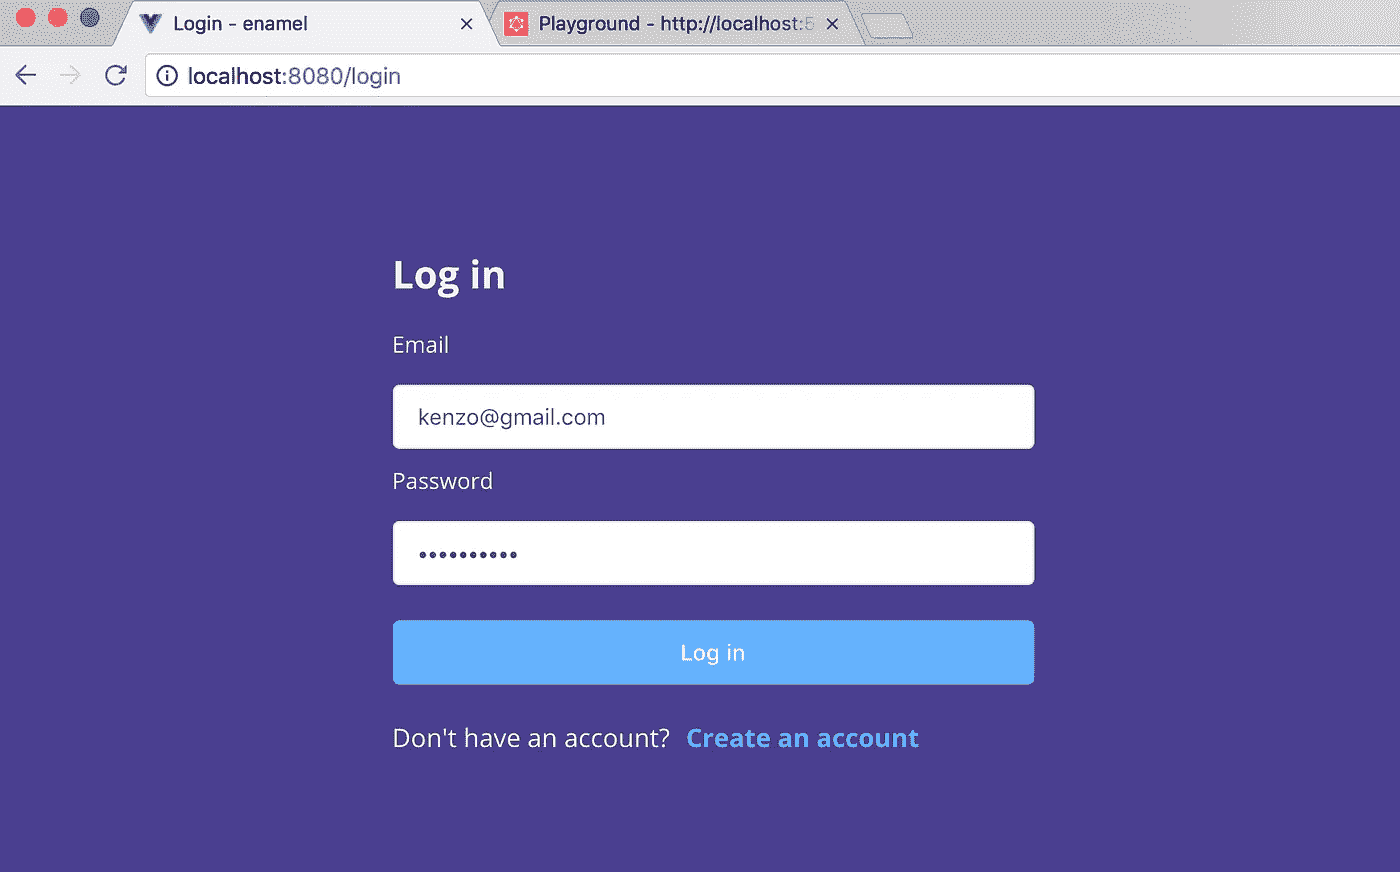 Login - enamel
Playground - http://localhost:5
localhost:8080/login
Log in
Email
kenzo@gmail.com
Password
••••••••••
Log in
Don't have an account? Create an account